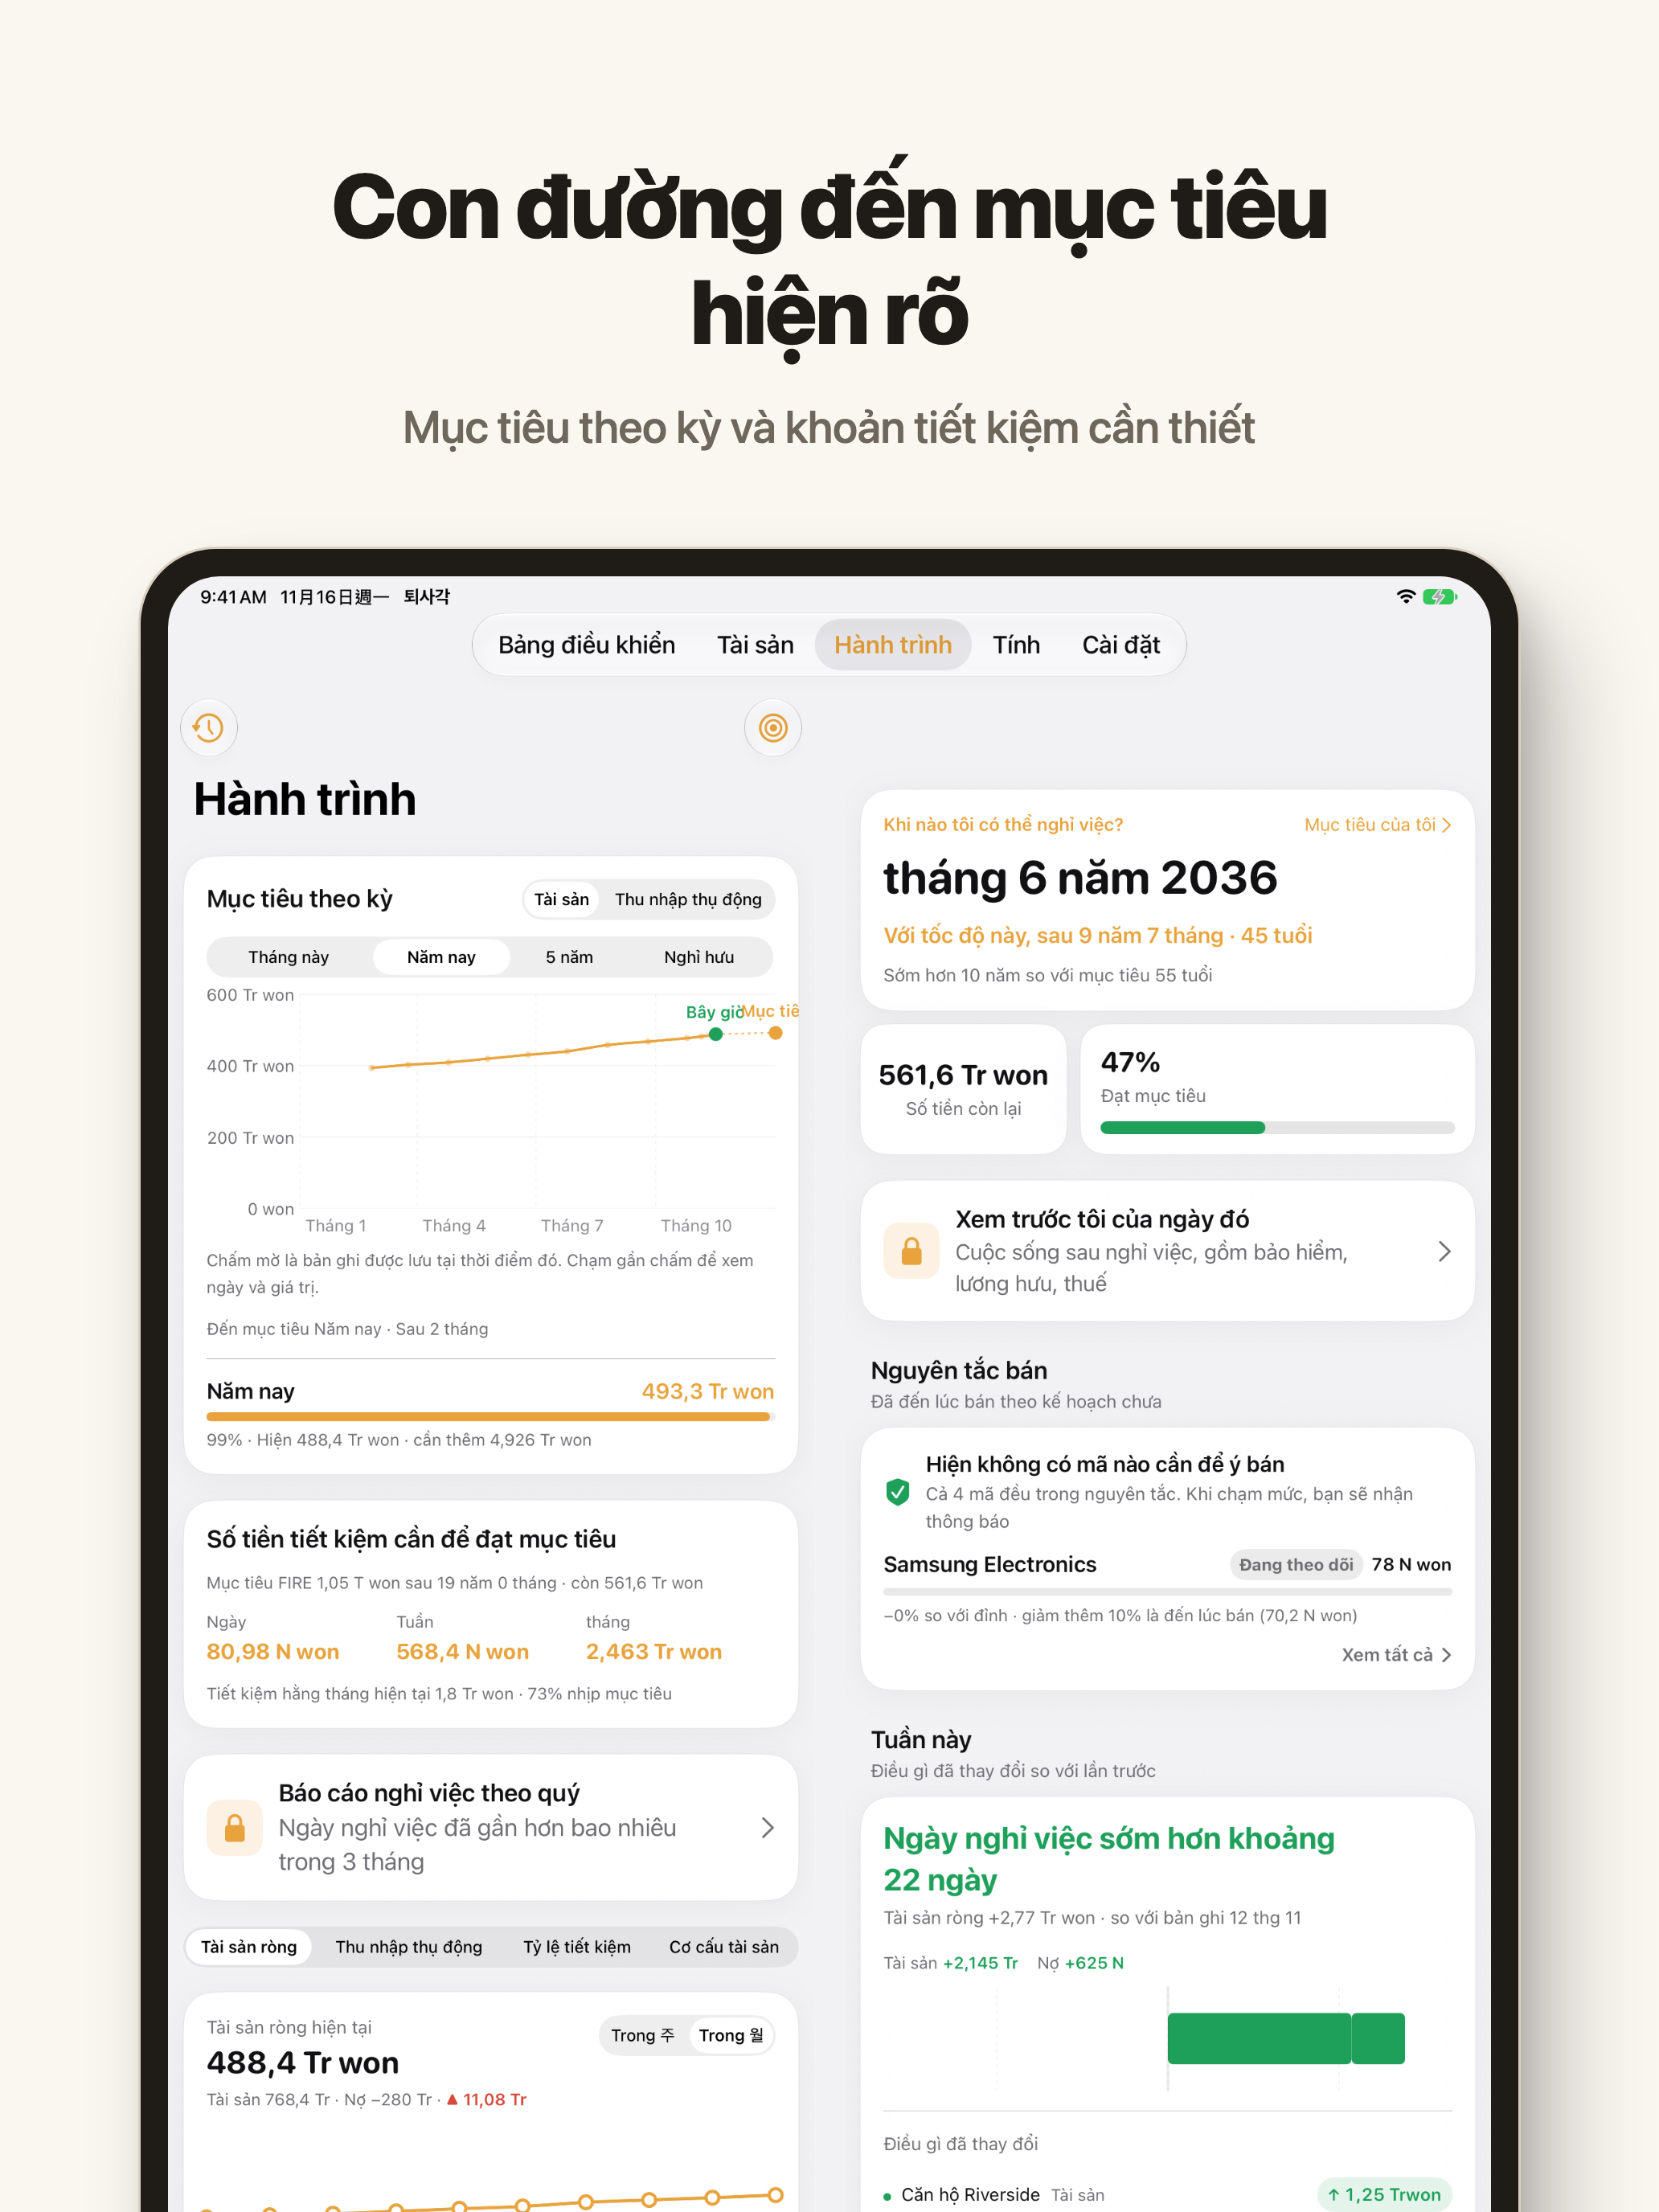 Con đường đến mục tiêu
hiện rõ
Mục tiêu theo kỳ và khoản tiết kiệm cần thiết
9:41 AM 11月16日週一 퇴사각
Bảng điều khiển Tài sản Hành trình Tính Cài đặt
Hành trình
Mục tiêu theo kỳ Tài sản Thu nhập thụ động
Tháng này Năm nay 5 năm Nghỉ hưu
600 Tr won
Bây giờ Mục tiê
400 Tr won
200 Tr won
0 won
Tháng 1 Tháng 4 Tháng 7 Tháng 10
Chấm mờ là bản ghi được lưu tại thời điểm đó. Chạm gần chấm để xem
ngày và giá trị.
Đến mục tiêu Năm nay · Sau 2 tháng
Năm nay 493,3 Tr won
99% · Hiện 488,4 Tr won · cần thêm 4,926 Tr won
Số tiền tiết kiệm cần để đạt mục tiêu
Mục tiêu FIRE 1,05 T won sau 19 năm 0 tháng · còn 561,6 Tr won
Ngày Tuần tháng
80,98 N won 568,4 N won 2,463 Tr won
Tiết kiệm hằng tháng hiện tại 1,8 Tr won · 73% nhịp mục tiêu
Báo cáo nghỉ việc theo quý
Ngày nghỉ việc đã gần hơn bao nhiêu
trong 3 tháng
Tài sản ròng Thu nhập thụ động Tỷ lệ tiết kiệm Cơ cấu tài sản
Tài sản ròng hiện tại
Trong 주 Trong 월
488,4 Tr won
Tài sản 768,4 Tr · Nợ −280 Tr · ▲ 11,08 Tr
Khi nào tôi có thể nghỉ việc? Mục tiêu của tôi
tháng 6 năm 2036
Với tốc độ này, sau 9 năm 7 tháng · 45 tuổi
Sớm hơn 10 năm so với mục tiêu 55 tuổi
561,6 Tr won
Số tiền còn lại
47%
Đạt mục tiêu
Xem trước tôi của ngày đó
Cuộc sống sau nghỉ việc, gồm bảo hiểm,
lương hưu, thuế
Nguyên tắc bán
Đã đến lúc bán theo kế hoạch chưa
Hiện không có mã nào cần để ý bán
Cả 4 mã đều trong nguyên tắc. Khi chạm mức, bạn sẽ nhận
thông báo
Samsung Electronics Đang theo dõi 78 N won
−0% so với đỉnh · giảm thêm 10% là đến lúc bán (70,2 N won)
Xem tất cả
Tuần này
Điều gì đã thay đổi so với lần trước
Ngày nghỉ việc sớm hơn khoảng
22 ngày
Tài sản ròng +2,77 Tr won · so với bản ghi 12 thg 11
Tài sản +2,145 Tr Nợ +625 N
Điều gì đã thay đổi
Căn hộ Riverside Tài sản ↑ 1,25 Trwon